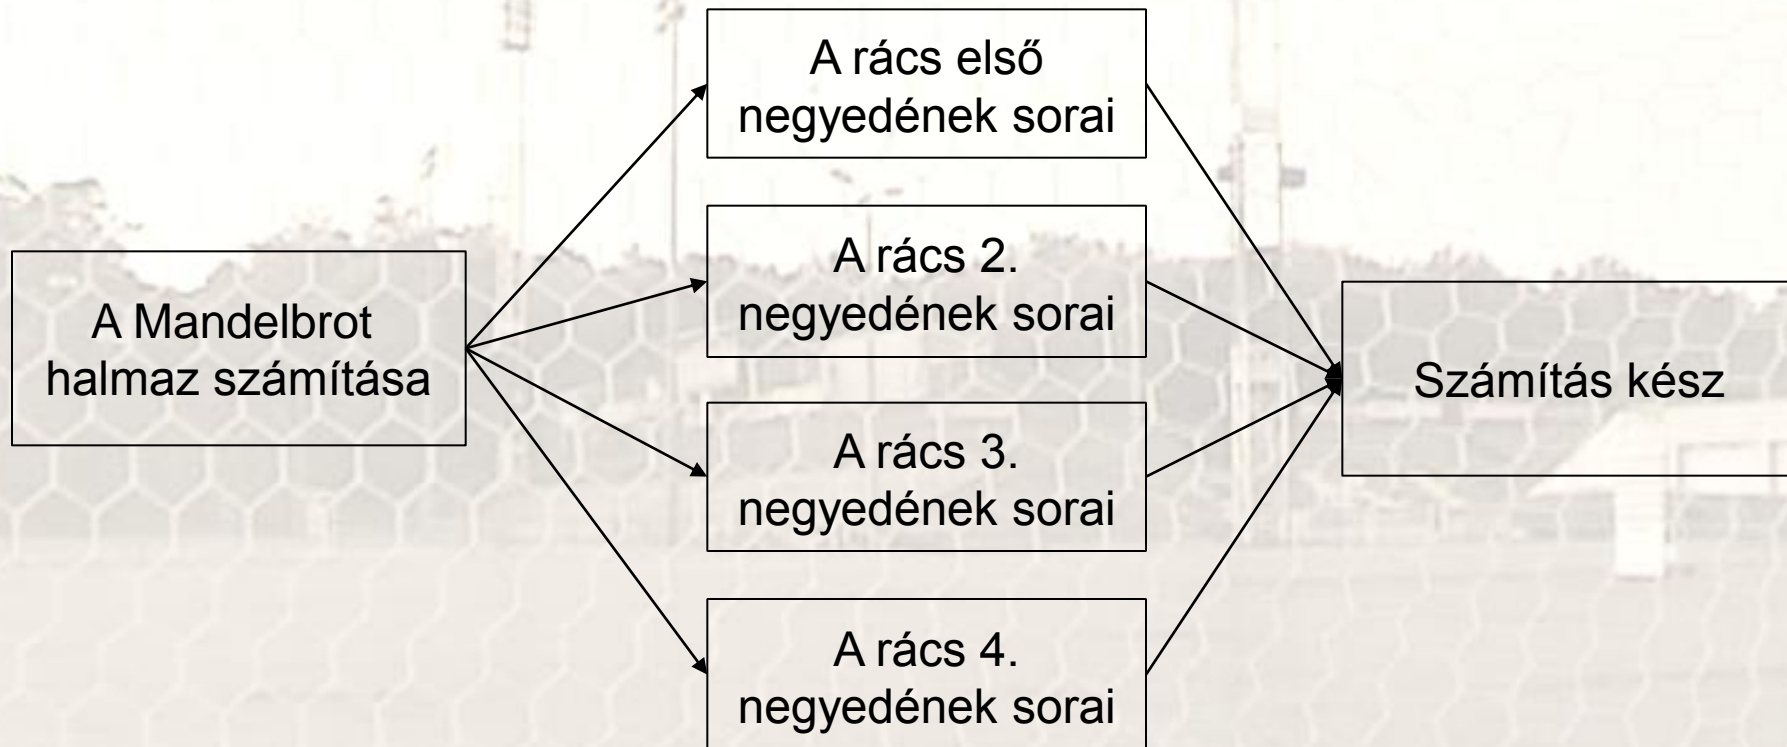 A rács első
negyedének sorai
A rács 2.
negyedének sorai
A Mandelbrot
halmaz számítása
Számítás kész
A rács 3.
negyedének sorai
A rács 4.
negyedének sorai